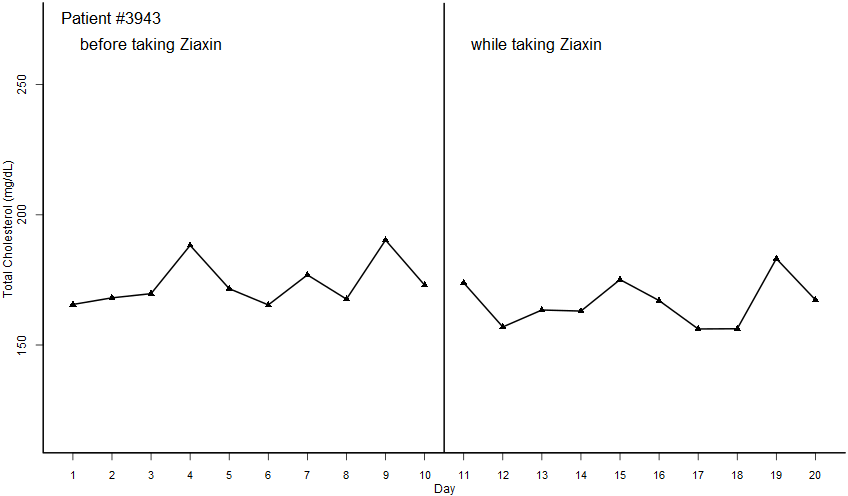 Patient #3943
before taking Ziaxin
while taking Ziaxin
Total Cholesterol (mg/dL)
250
200
150
1 2 3 4 5 6 7 8 9 10 11 12 13 14 15 16 17 18 19 20
Day